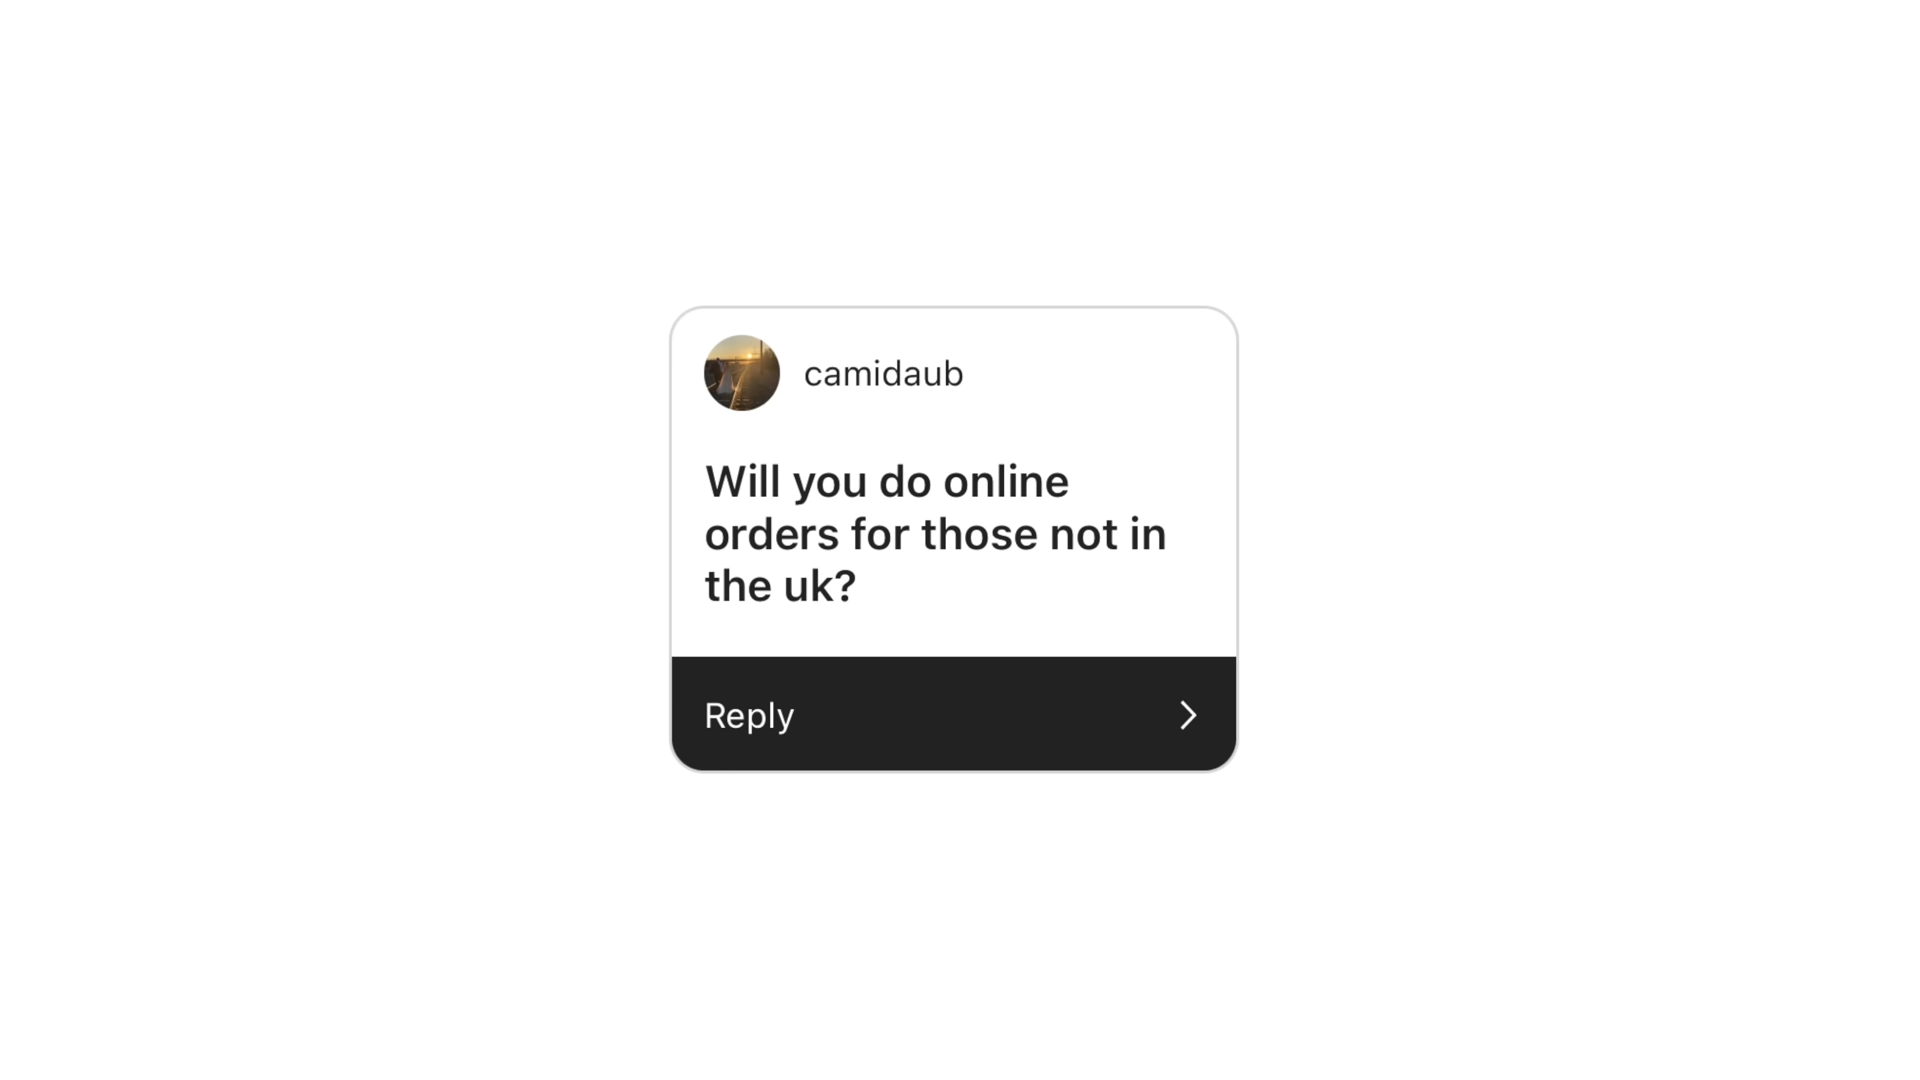 camidaub
Will you do online
orders for those not in
the uk?
Reply